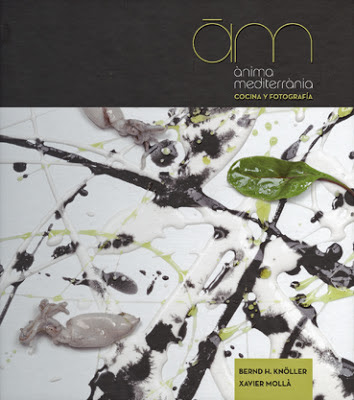 ām
ànima
mediterrània
COCINA Y FOTOGRAFÍA
BERND H. KNÖLLER
XAVIER MOLLÀ